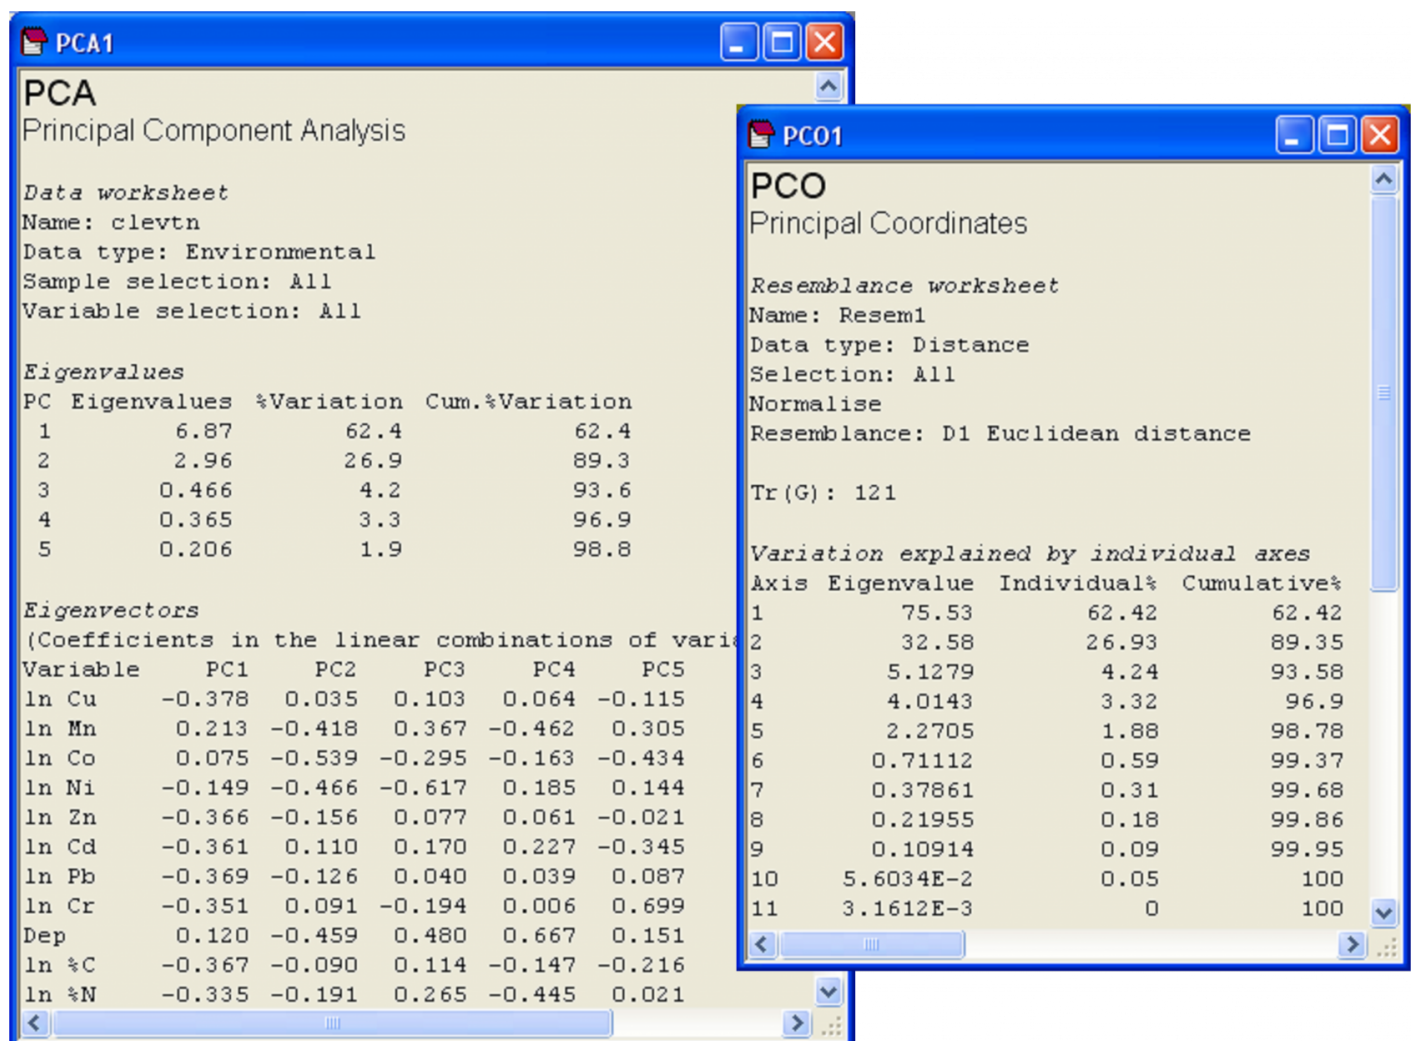 PCA1
PCA
Principal Component Analysis
Data worksheet
Name: clevtn
Data type: Environmental
Sample selection: All
Variable selection: All
Eigenvalues
PC Eigenvalues %Variation Cum.%Variation
1 6.87 62.4 62.4
2 2.96 26.9 89.3
3 0.466 4.2 93.6
4 0.365 3.3 96.9
5 0.206 1.9 98.8
Eigenvectors
(Coefficients in the linear combinations of varia
Variable PC1 PC2 PC3 PC4 PC5
ln Cu -0.378 0.035 0.103 0.064 -0.115
ln Mn 0.213 -0.418 0.367 -0.462 0.305
ln Co 0.075 -0.539 -0.295 -0.163 -0.434
ln Ni -0.149 -0.466 -0.617 0.185 0.144
ln Zn -0.366 -0.156 0.077 0.061 -0.021
ln Cd -0.361 0.110 0.170 0.227 -0.345
ln Pb -0.369 -0.126 0.040 0.039 0.087
ln Cr -0.351 0.091 -0.194 0.006 0.699
Dep 0.120 -0.459 0.480 0.667 0.151
ln %C -0.367 -0.090 0.114 -0.147 -0.216
ln %N -0.335 -0.191 0.265 -0.445 0.021
PCO1
PCO
Principal Coordinates
Resemblance worksheet
Name: Resem1
Data type: Distance
Selection: All
Normalise
Resemblance: D1 Euclidean distance
Tr(G): 121
Variation explained by individual axes
Axis Eigenvalue Individual% Cumulative%
1 75.53 62.42 62.42
2 32.58 26.93 89.35
3 5.1279 4.24 93.58
4 4.0143 3.32 96.9
5 2.2705 1.88 98.78
6 0.71112 0.59 99.37
7 0.37861 0.31 99.68
8 0.21955 0.18 99.86
9 0.10914 0.09 99.95
10 5.6034E-2 0.05 100
11 3.1612E-3 0 100